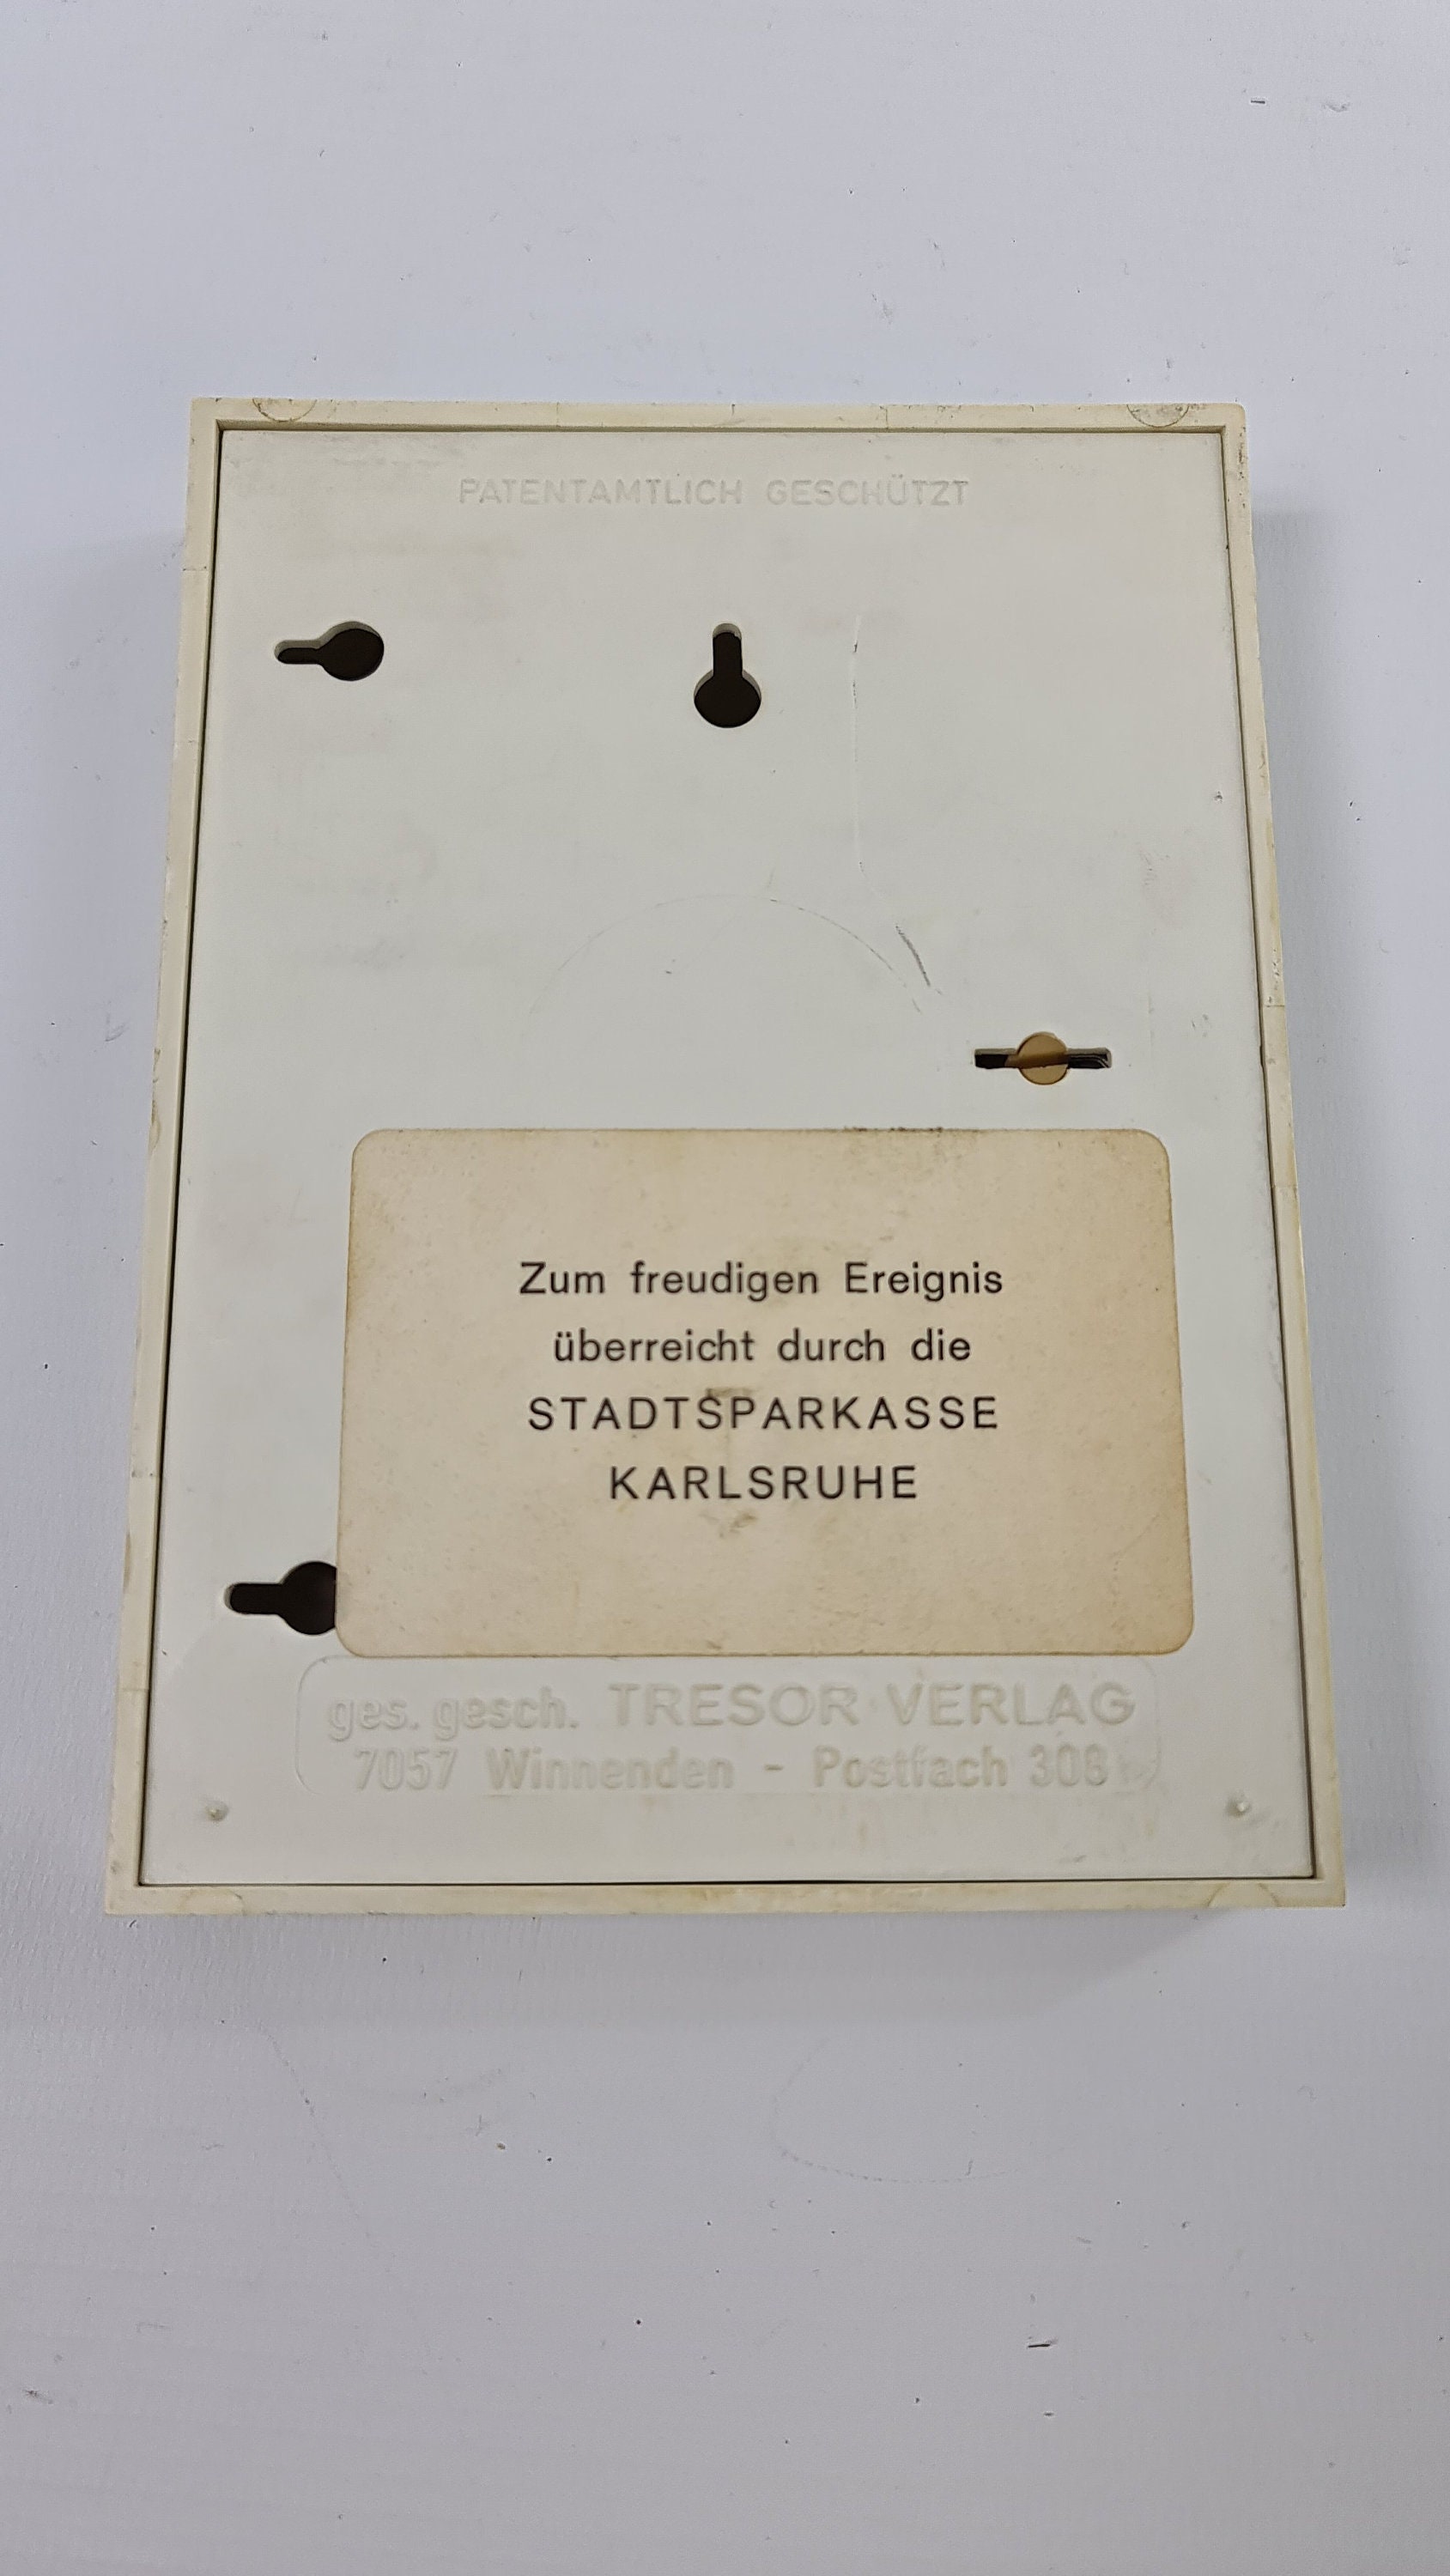 PATENTAMTLICH GESCHÜTZT
Zum freudigen Ereignis
überreicht durch die
STADTSPARKASSE
KARLSRUHE
ges. gesch. TRESOR-VERLAG
7057 Winnenden - Postfach 308